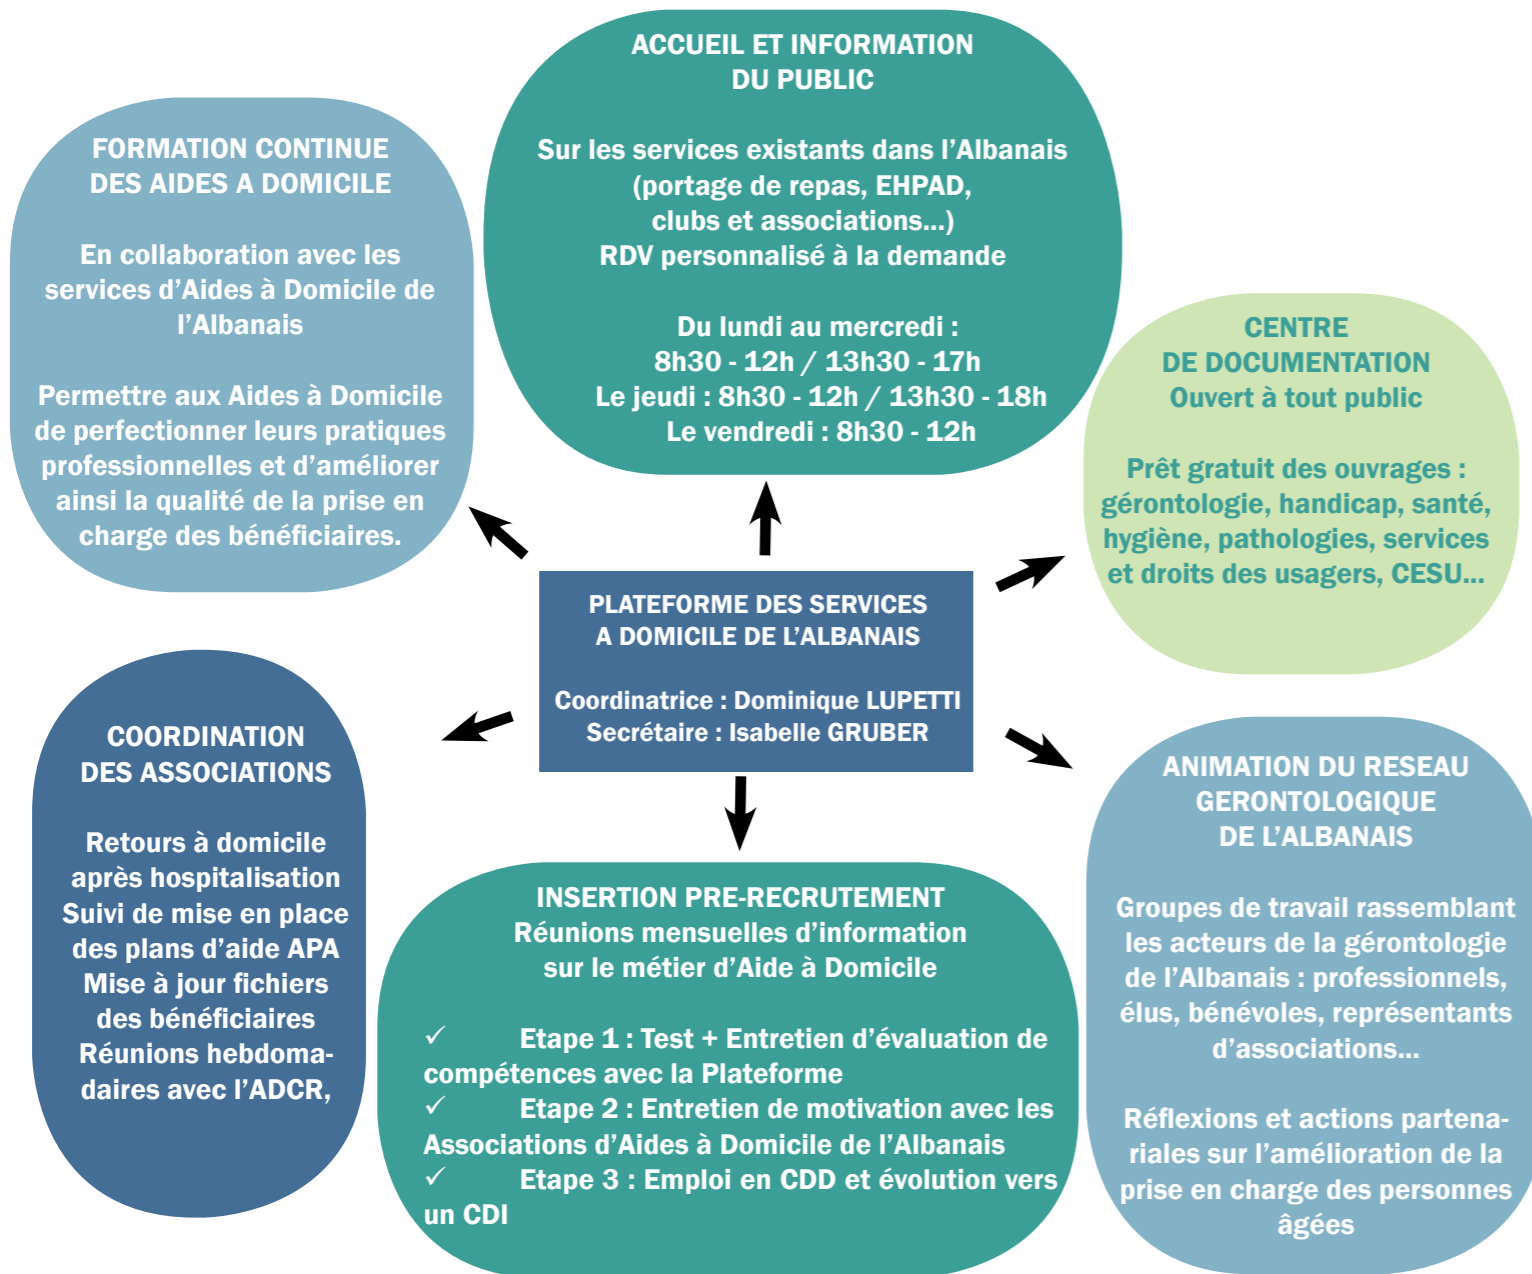 ACCUEIL ET INFORMATION
DU PUBLIC
Sur les services existants dans l’Albanais
(portage de repas, EHPAD,
clubs et associations...)
RDV personnalisé à la demande
Du lundi au mercredi :
8h30 - 12h / 13h30 - 17h
Le jeudi : 8h30 - 12h / 13h30 - 18h
Le vendredi : 8h30 - 12h
FORMATION CONTINUE
DES AIDES A DOMICILE
En collaboration avec les
services d’Aides à Domicile de
l’Albanais
Permettre aux Aides à Domicile
de perfectionner leurs pratiques
professionnelles et d’améliorer
ainsi la qualité de la prise en
charge des bénéficiaires.
CENTRE
DE DOCUMENTATION
Ouvert à tout public
Prêt gratuit des ouvrages :
gérontologie, handicap, santé,
hygiène, pathologies, services
et droits des usagers, CESU...
PLATEFORME DES SERVICES
A DOMICILE DE L’ALBANAIS
Coordinatrice : Dominique LUPETTI
Secrétaire : Isabelle GRUBER
COORDINATION
DES ASSOCIATIONS
Retours à domicile
après hospitalisation
Suivi de mise en place
des plans d’aide APA
Mise à jour fichiers
des bénéficiaires
Réunions hebdoma-
daires avec l’ADCR,
INSERTION PRE-RECRUTEMENT
Réunions mensuelles d’information
sur le métier d’Aide à Domicile
✓ Etape 1 : Test + Entretien d’évaluation de
compétences avec la Plateforme
✓ Etape 2 : Entretien de motivation avec les
Associations d’Aides à Domicile de l’Albanais
✓ Etape 3 : Emploi en CDD et évolution vers
un CDI
ANIMATION DU RESEAU
GERONTOLOGIQUE
DE L’ALBANAIS
Groupes de travail rassemblant
les acteurs de la gérontologie
de l’Albanais : professionnels,
élus, bénévoles, représentants
d’associations...
Réflexions et actions partena-
riales sur l’amélioration de la
prise en charge des personnes
âgées